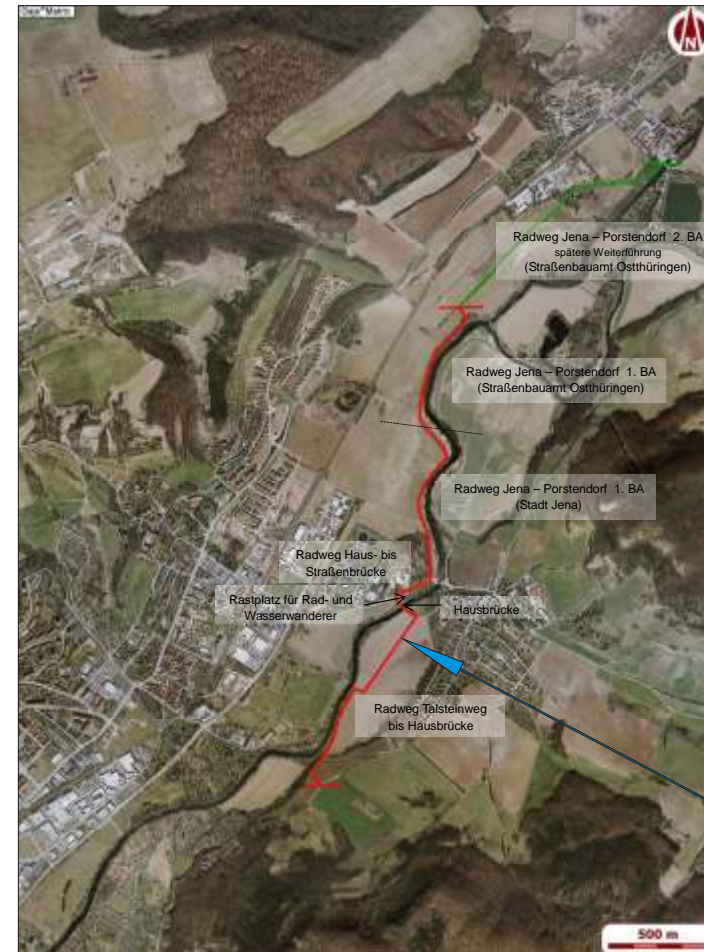 N
Radweg Jena – Porstendorf 2. BA
spätere Weiterführung
(Straßenbauamt Ostthüringen)
Radweg Jena – Porstendorf 1. BA
(Straßenbauamt Ostthüringen)
Radweg Jena – Porstendorf 1. BA
(Stadt Jena)
Radweg Haus- bis
Straßenbrücke
Rastplatz für Rad- und
Wasserwanderer
Hausbrücke
Radweg Talsteinweg
bis Hausbrücke
500 m